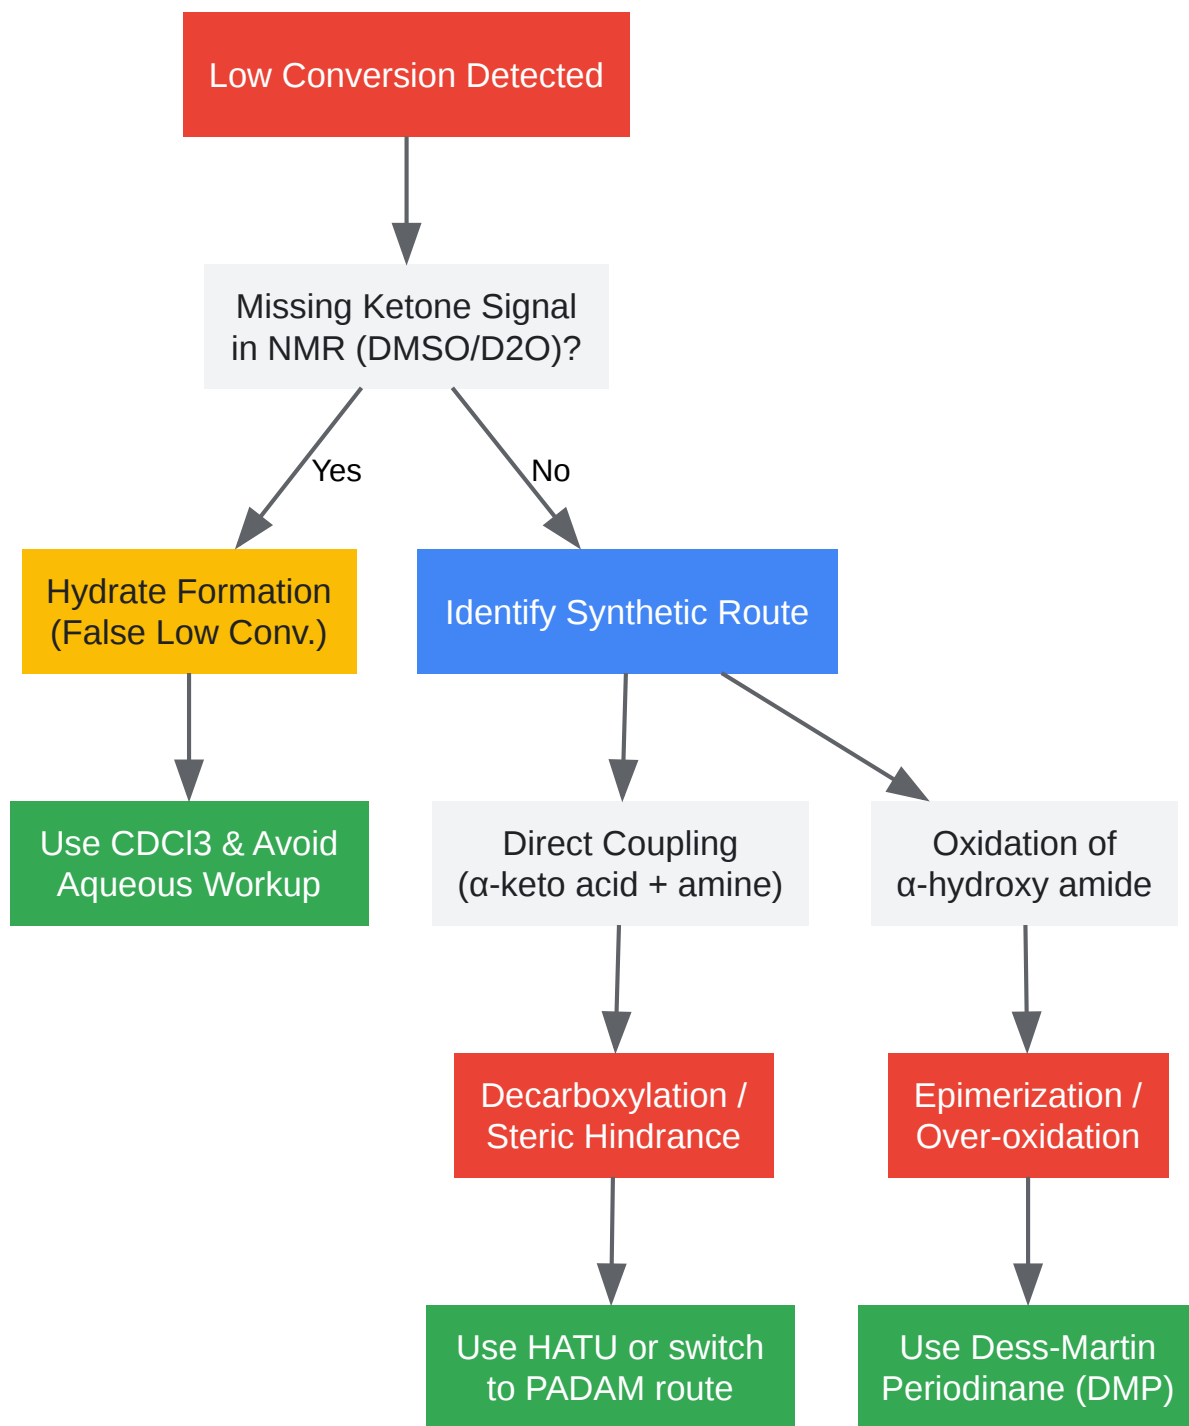 Low Conversion Detected
Missing Ketone Signal
in NMR (DMSO/D2O)?
Yes
No
Hydrate Formation
(False Low Conv.)
Identify Synthetic Route
Use CDCl3 & Avoid
Aqueous Workup
Direct Coupling
(α-keto acid + amine)
Oxidation of
α-hydroxy amide
Decarboxylation /
Steric Hindrance
Epimerization /
Over-oxidation
Use HATU or switch
to PADAM route
Use Dess-Martin
Periodinane (DMP)